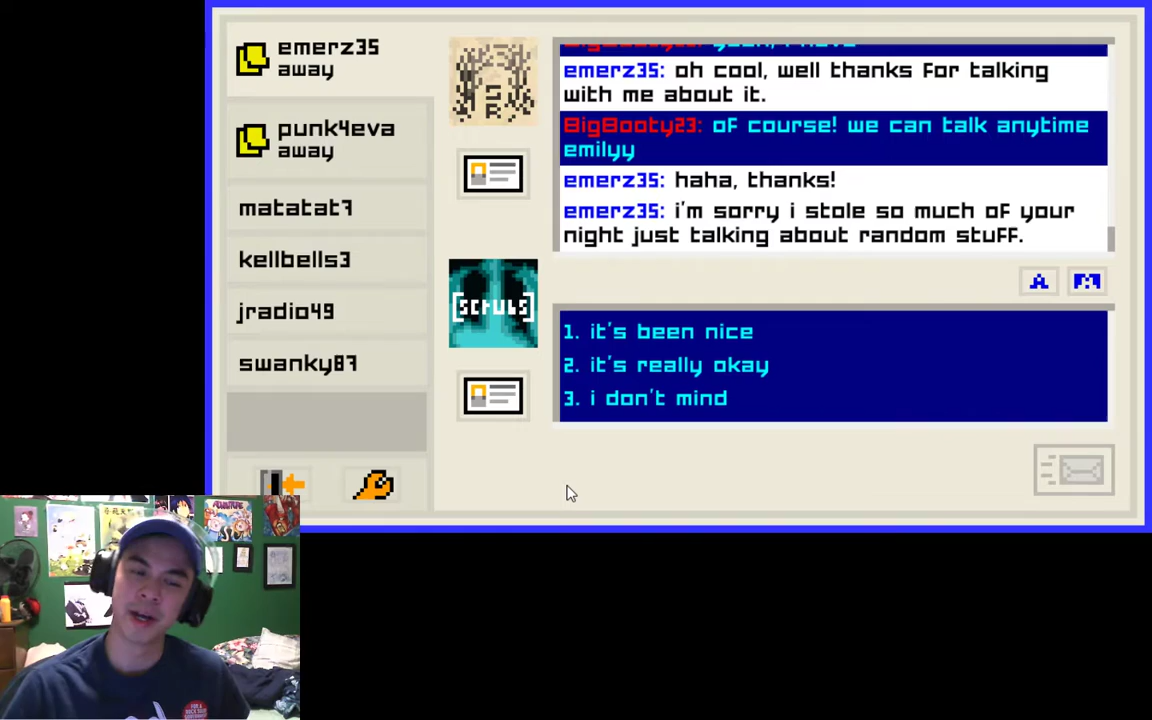 emerz35
away
punk4eva
away
matatat7
kellbells3
jradio49
swanky87
emerz35: oh cool, well thanks for talking
with me about it.
BigBooty23: of course! we can talk anytime
emilyy
emerz35: haha, thanks!
emerz35: i'm sorry i stole so much of your
night just talking about random stuff.
[scrubs]
A
1. it's been nice
2. it's really okay
3. i don't mind